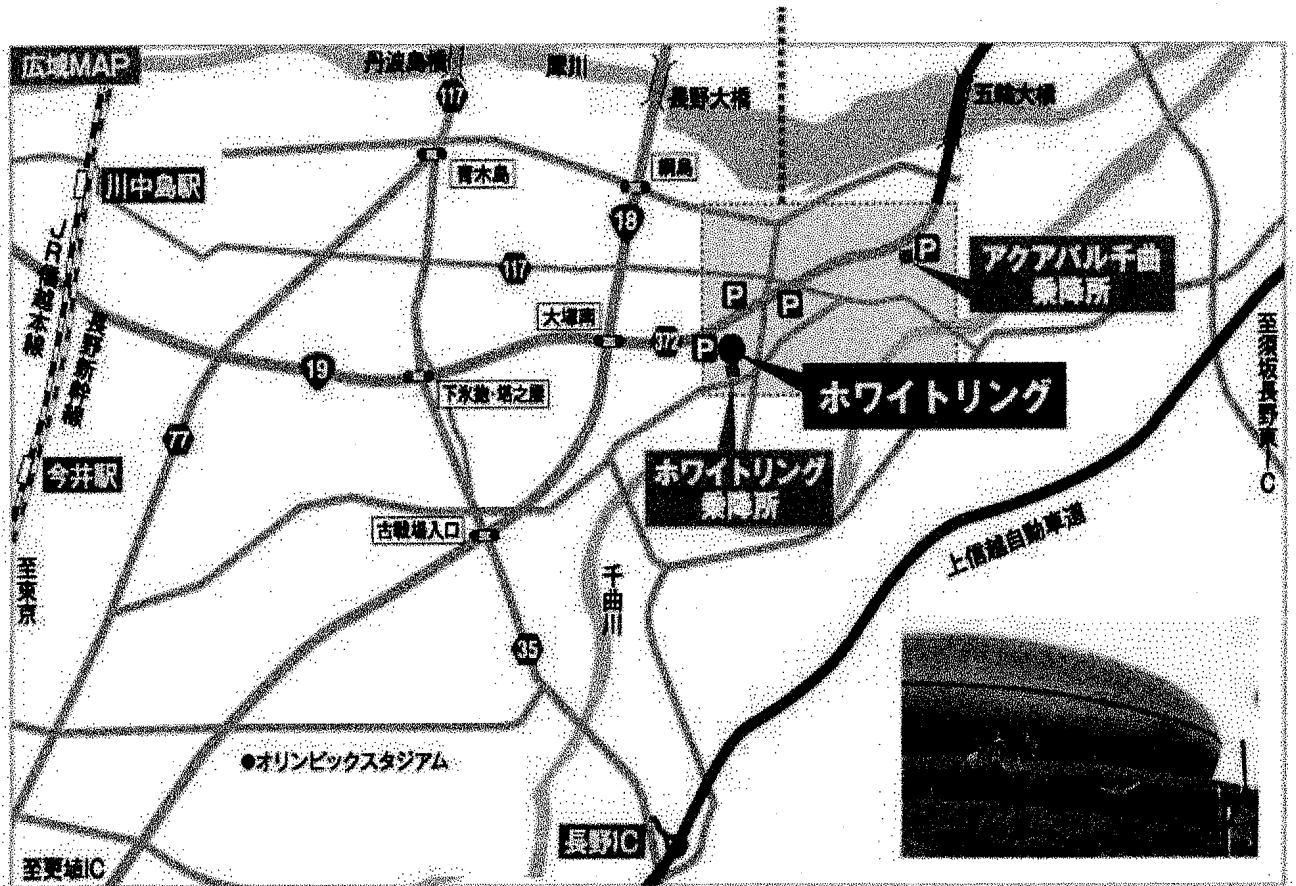 広域MAP
丹波島橋
犀川
117
長野大橋
五輪大橋
川中島駅
青木島
綱島
18
JR信越本線
長野新幹線
117
P
アクアパル千曲
乗降所
P
P
大塚南
372
P
19
ホワイトリング
下氷鉋・塔之腰
至須坂長野東IC
77
今井駅
ホワイトリング
乗降所
古戦場入口
上信越自動車道
至東京
千曲川
35
●オリンピックスタジアム
長野IC
至更埴IC